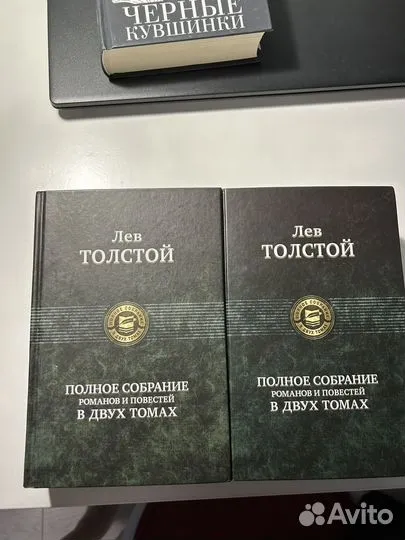 ЧЕРНЫЕ
КУВШИНКИ
Лев
ТОЛСТОЙ
ПОЛНОЕ СОБРАНИЕ
РОМАНОВ И ПОВЕСТЕЙ
В ДВУХ ТОМАХ
Лев
ТОЛСТОЙ
ПОЛНОЕ СОБРАНИЕ
РОМАНОВ И ПОВЕСТЕЙ
В ДВУХ ТОМАХ
Avito